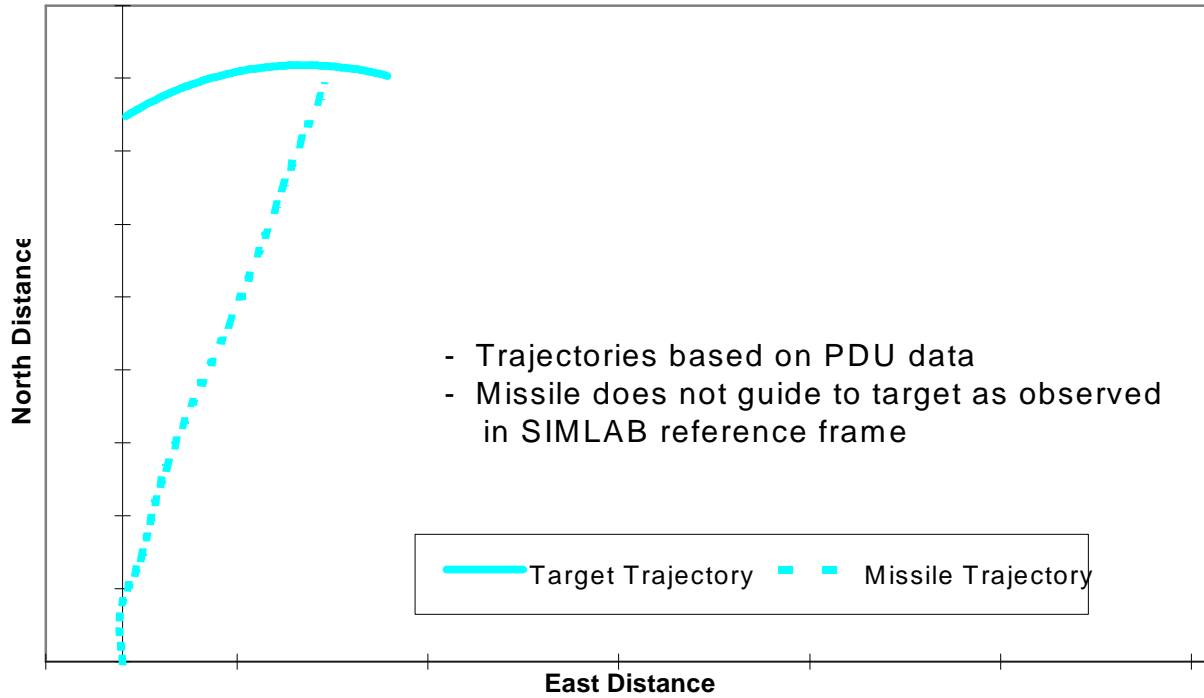 North Distance
- Trajectories based on PDU data
- Missile does not guide to target as observed
in SIMLAB reference frame
Target Trajectory
Missile Trajectory
East Distance